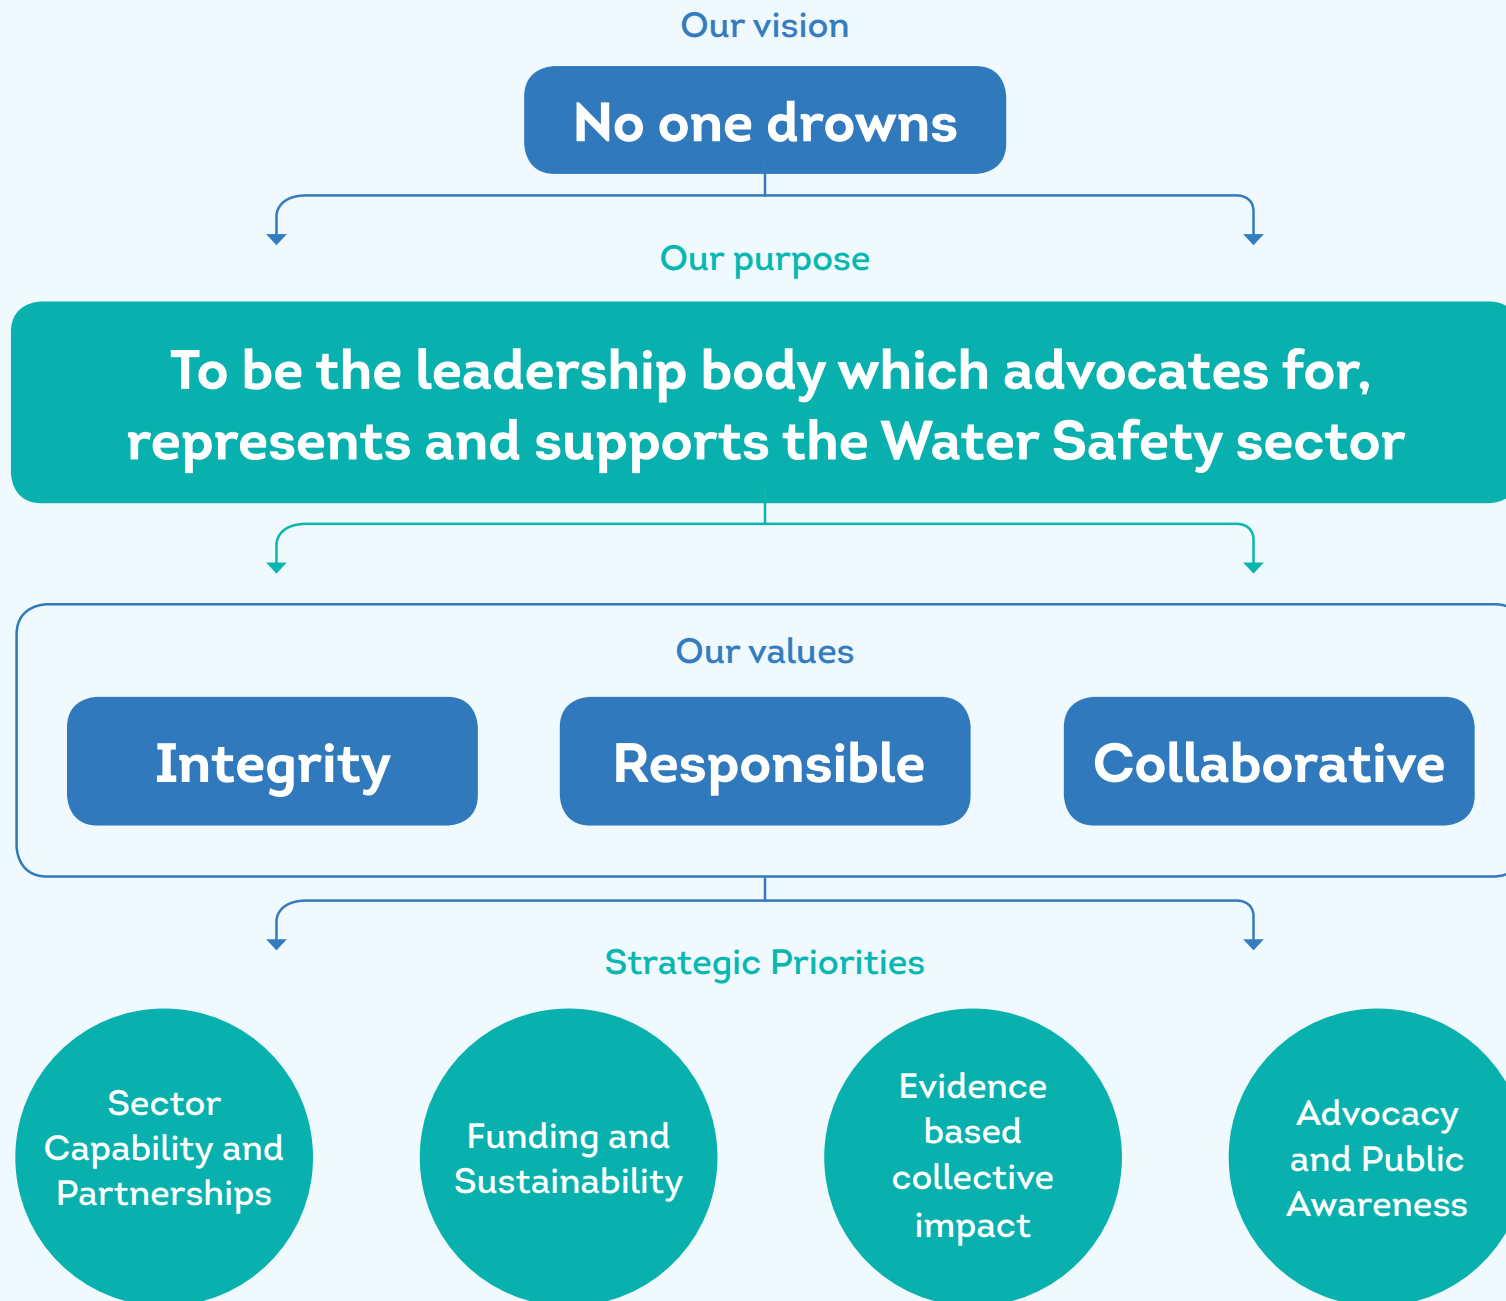 Our vision
No one drowns
Our purpose
To be the leadership body which advocates for,
represents and supports the Water Safety sector
Our values
Integrity
Responsible
Collaborative
Strategic Priorities
Sector
Capability and
Partnerships
Funding and
Sustainability
Evidence
based
collective
impact
Advocacy
and Public
Awareness